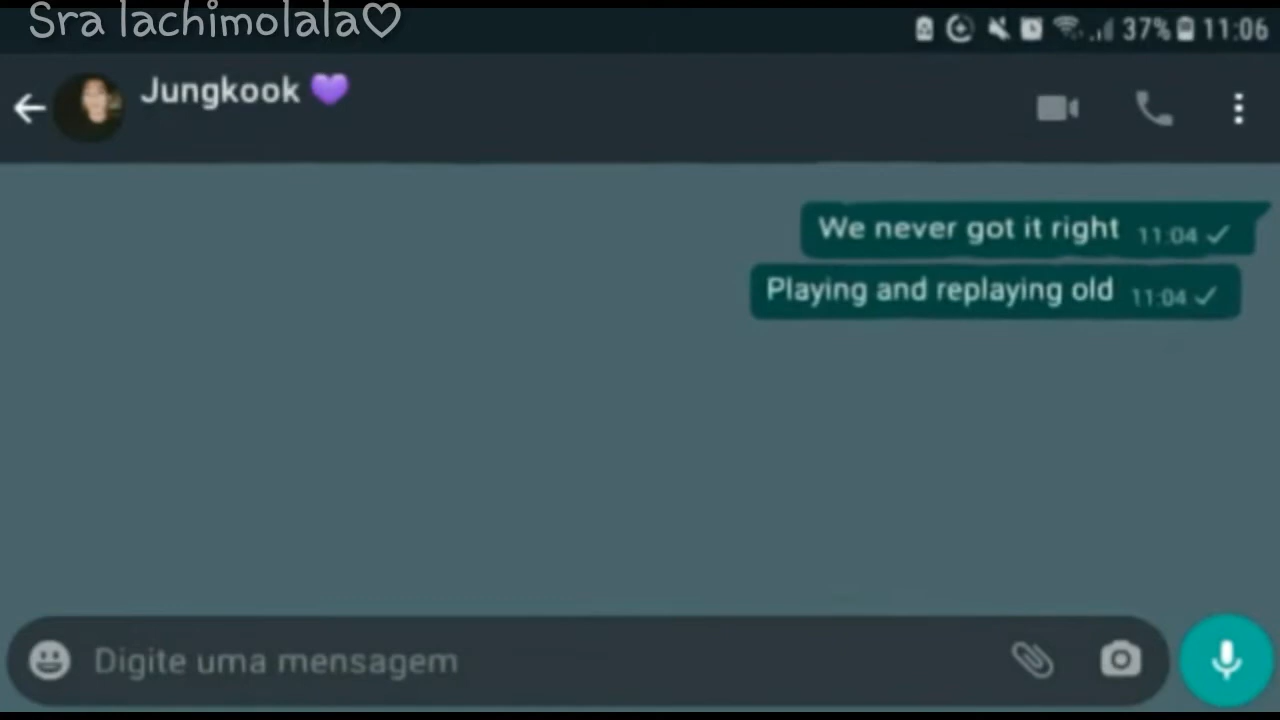 Sra lachimolala♡
37% 11:06
Jungkook 💜
We never got it right 11:04
Playing and replaying old 11:04
Digite uma mensagem